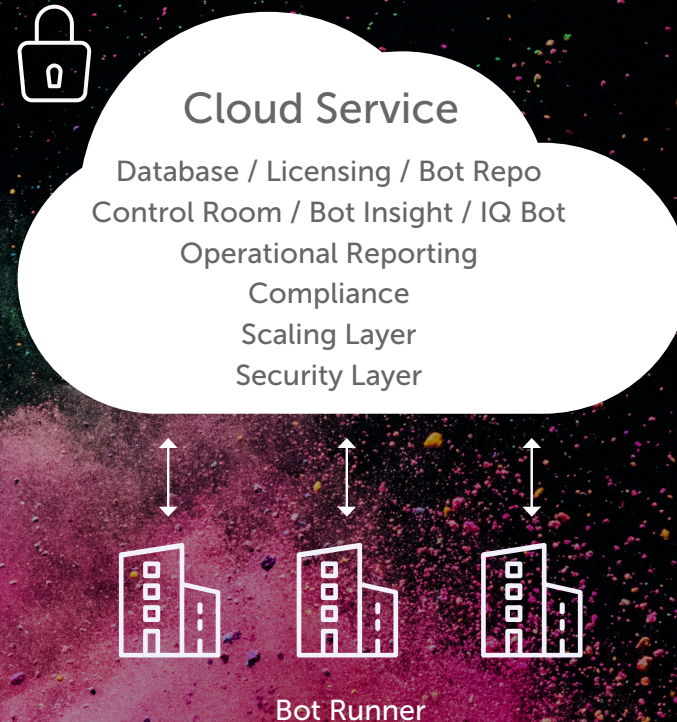 Cloud Service
Database / Licensing / Bot Repo
Control Room / Bot Insight / IQ Bot
Operational Reporting
Compliance
Scaling Layer
Security Layer
Bot Runner